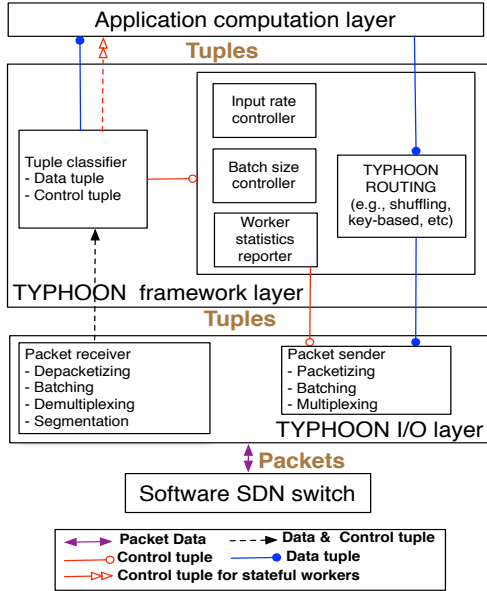 Application computation layer
Tuples
Input rate
controller
Tuple classifier
- Data tuple
- Control tuple
Batch size
controller
TYPHOON
ROUTING
(e.g., shuffling,
key-based, etc)
Worker
statistics
reporter
TYPHOON framework layer
Tuples
Packet receiver
- Depacketizing
- Batching
- Demultiplexing
- Segmentation
Packet sender
- Packetizing
- Batching
- Multiplexing
TYPHOON I/O layer
Packets
Software SDN switch
Packet Data
Data & Control tuple
Control tuple
Data tuple
Control tuple for stateful workers